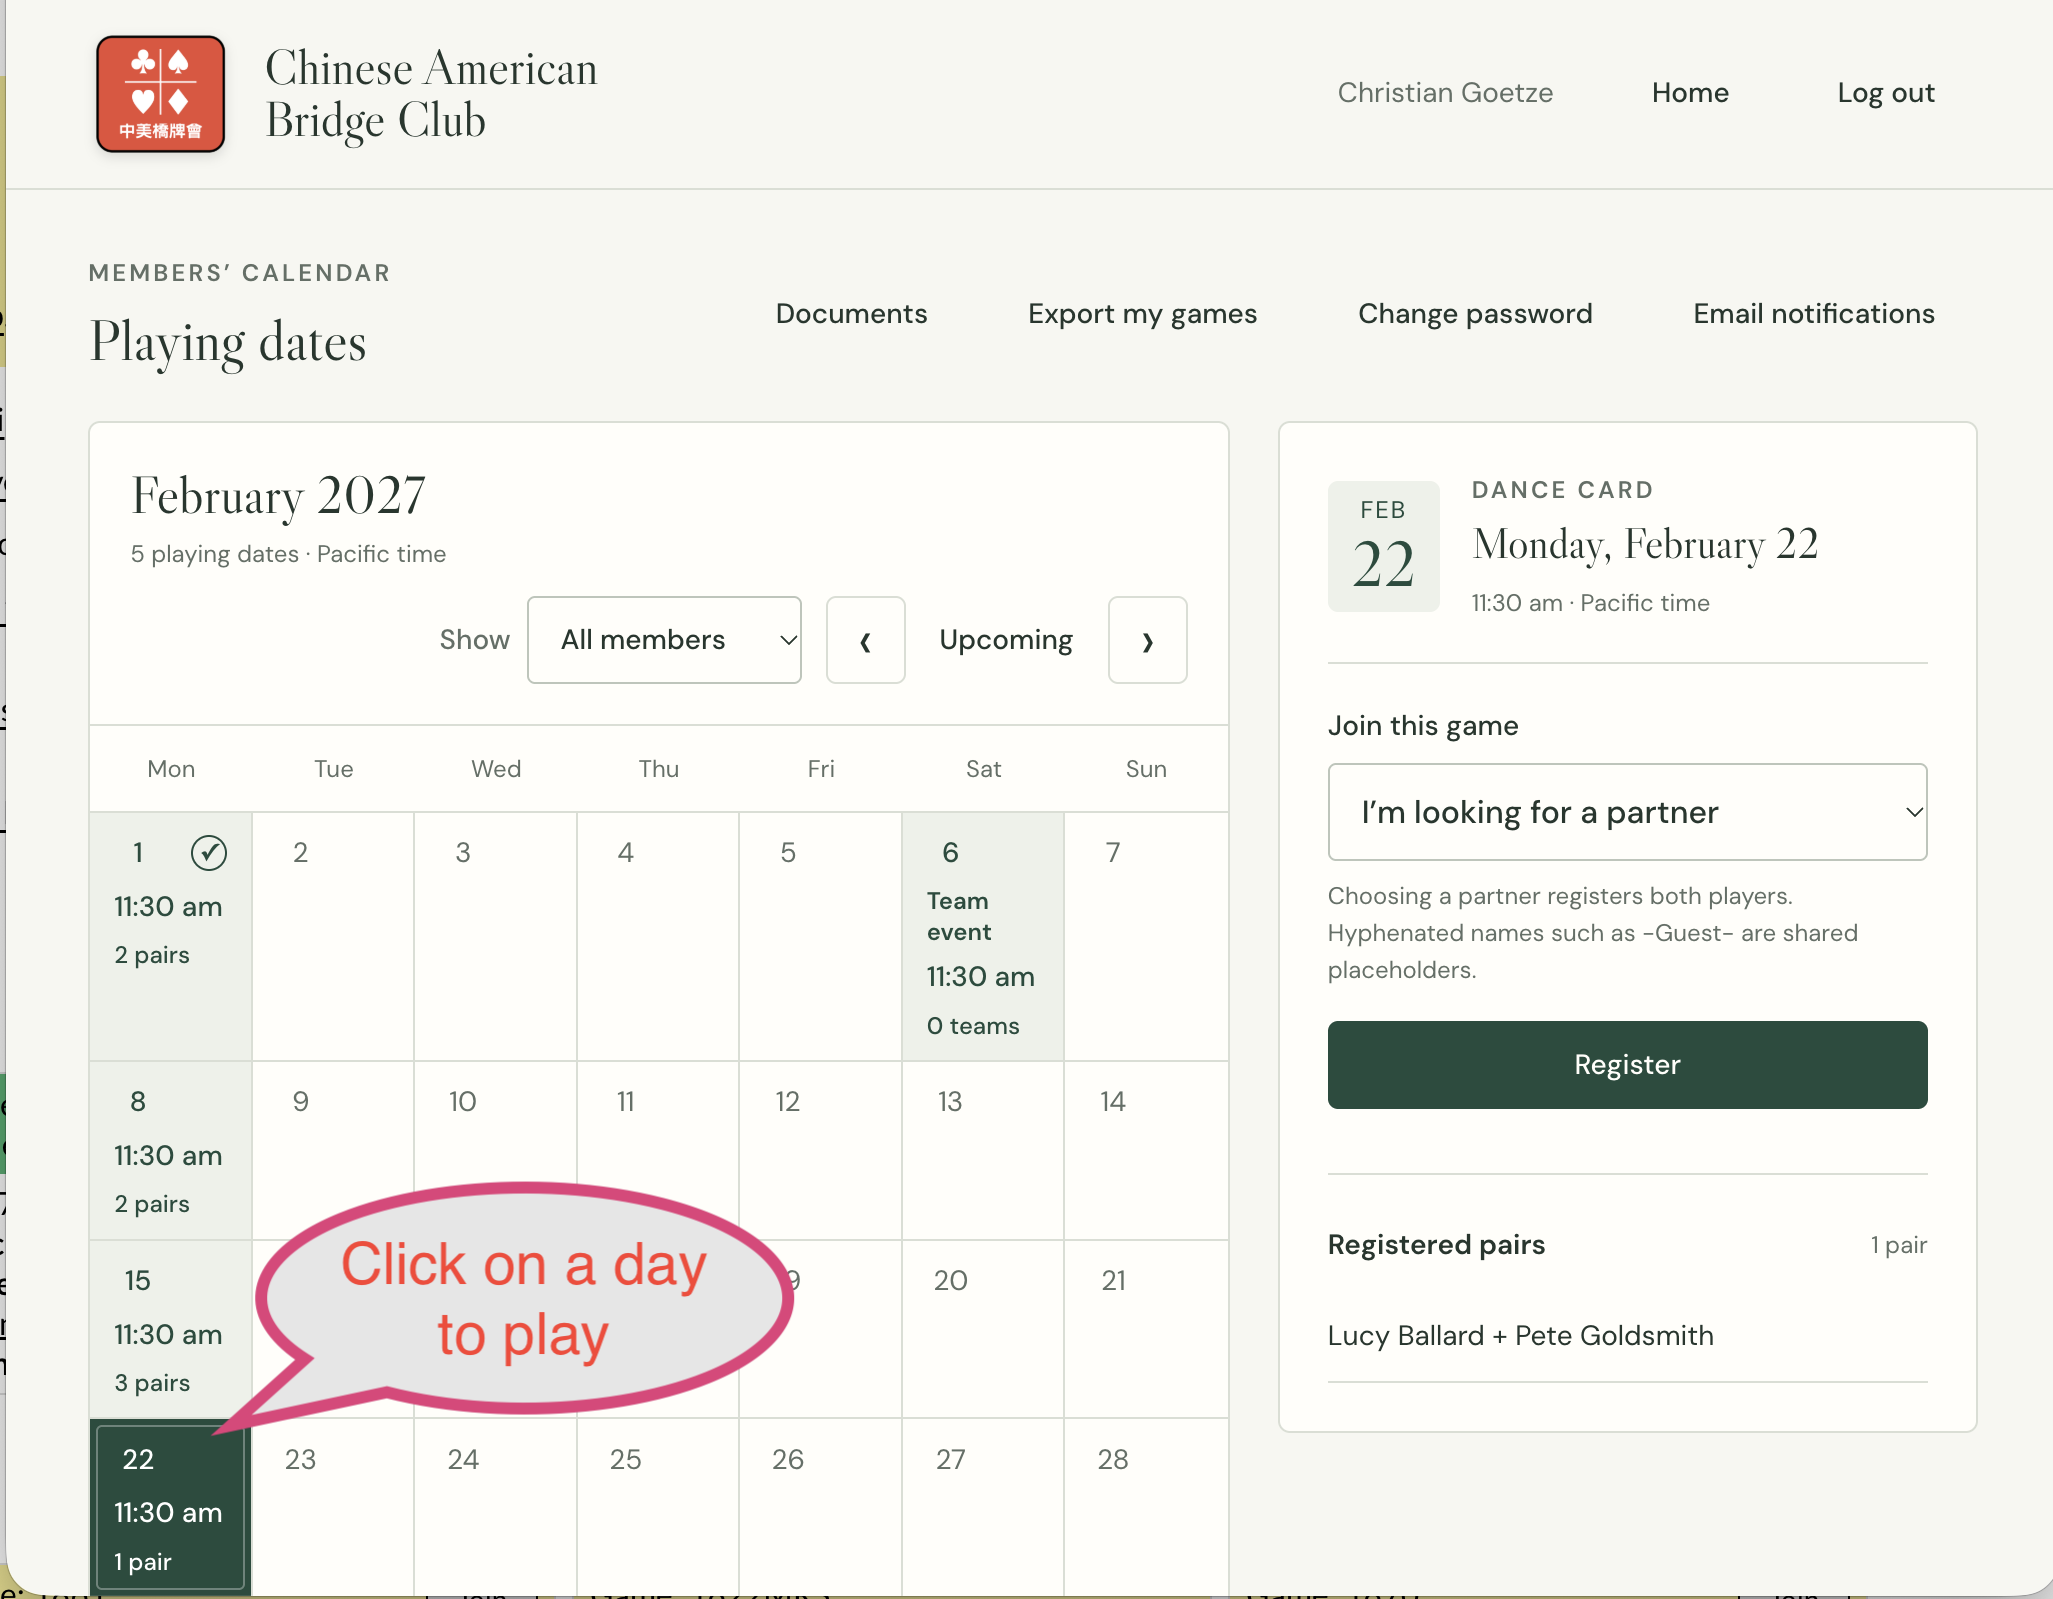 中美橋牌會
Chinese American
Bridge Club
Christian Goetze
Home
Log out
MEMBERS’ CALENDAR
Playing dates
Documents
Export my games
Change password
Email notifications
February 2027
5 playing dates · Pacific time
Show
All members
‹
Upcoming
›
Mon
Tue
Wed
Thu
Fri
Sat
Sun
1
11:30 am
2 pairs
2
3
4
5
6
Team
event
11:30 am
0 teams
7
8
11:30 am
2 pairs
9
10
11
12
13
14
15
11:30 am
3 pairs
Click on a day
to play
20
21
22
11:30 am
1 pair
23
24
25
26
27
28
FEB
22
DANCE CARD
Monday, February 22
11:30 am · Pacific time
Join this game
I’m looking for a partner
Choosing a partner registers both players.
Hyphenated names such as -Guest- are shared
placeholders.
Register
Registered pairs
1 pair
Lucy Ballard + Pete Goldsmith